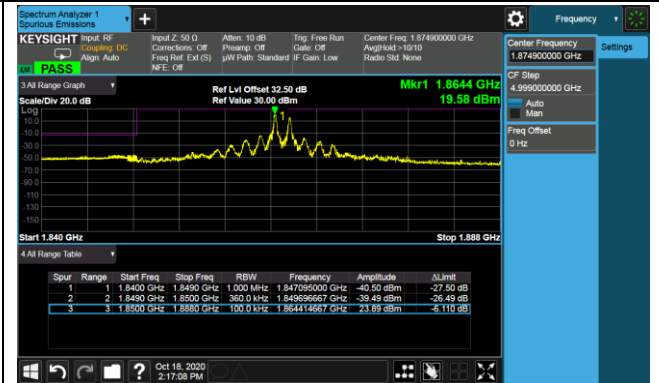 Spectrum Analyzer 1
Spurious Emissions
Frequency
KEYSIGHT
Input: RF
Coupling: DC
Align: Auto
Input Z: 50 Ω
Corrections: Off
Freq Ref: Ext (S)
NFE: Off
Atten: 10 dB
Preamp: Off
µW Path: Standard
Trig: Free Run
Gate: Off
IF Gain: Low
Center Freq: 1.874900000 GHz
Avg|Hold:>10/10
Radio Std: None
PASS
Center Frequency
1.874900000 GHz
Settings
CF Step
4.999000000 GHz
Auto
Man
Freq Offset
0 Hz
3 All Range Graph
Scale/Div 20.0 dB
Ref Lvl Offset 32.50 dB
Ref Value 30.00 dBm
Mkr1 1.8644 GHz
19.58 dBm
Log
10.0
-10.0
-30.0
-50.0
-70.0
-90.0
-110
-130
-150
1
Start 1.840 GHz
Stop 1.888 GHz
4 All Range Table
Spur Range Start Freq Stop Freq RBW Frequency Amplitude ΔLimit
1 1 1.8400 GHz 1.8490 GHz 1.000 MHz 1.847095000 GHz -40.50 dBm -27.50 dB
2 2 1.8490 GHz 1.8500 GHz 360.0 kHz 1.849696667 GHz -39.49 dBm -26.49 dB
3 3 1.8500 GHz 1.8880 GHz 100.0 kHz 1.864414667 GHz 23.89 dBm -6.110 dB
Oct 18, 2020
2:17:08 PM